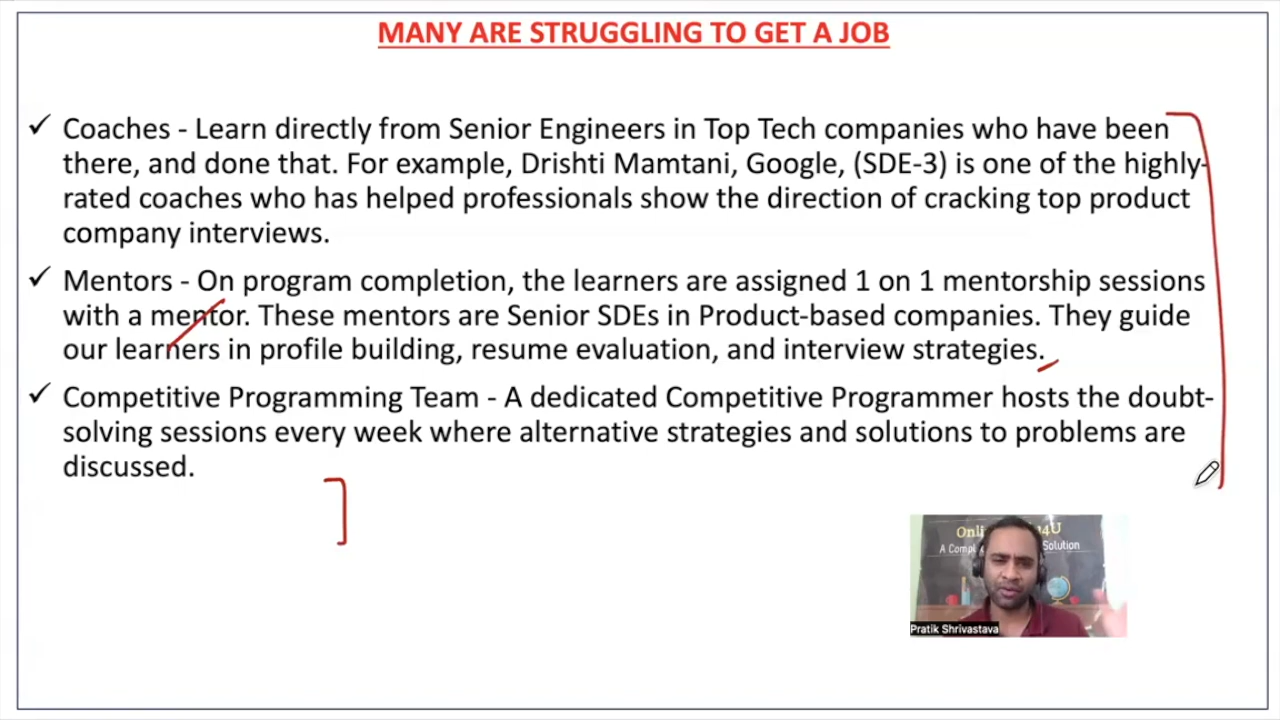 MANY ARE STRUGGLING TO GET A JOB
✓ Coaches - Learn directly from Senior Engineers in Top Tech companies who have been
there, and done that. For example, Drishti Mamtani, Google, (SDE-3) is one of the highly-
rated coaches who has helped professionals show the direction of cracking top product
company interviews.
✓ Mentors - On program completion, the learners are assigned 1 on 1 mentorship sessions
with a mentor. These mentors are Senior SDEs in Product-based companies. They guide
our learners in profile building, resume evaluation, and interview strategies.
✓ Competitive Programming Team - A dedicated Competitive Programmer hosts the doubt-
solving sessions every week where alternative strategies and solutions to problems are
discussed.
4U
A Solution
Pratik Shrivastava